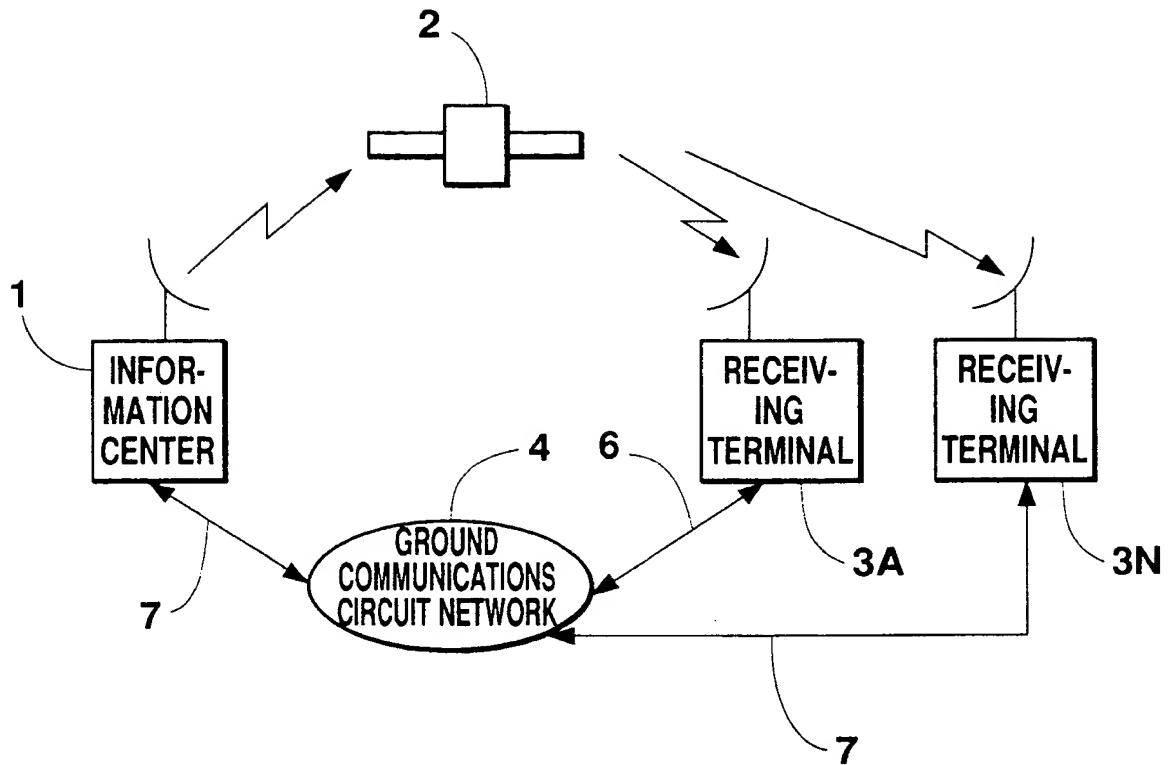 2
1
INFOR-
MATION
CENTER
RECEIV-
ING
TERMINAL
RECEIV-
ING
TERMINAL
4
6
GROUND
COMMUNICATIONS
CIRCUIT NETWORK
3A
3N
7
7